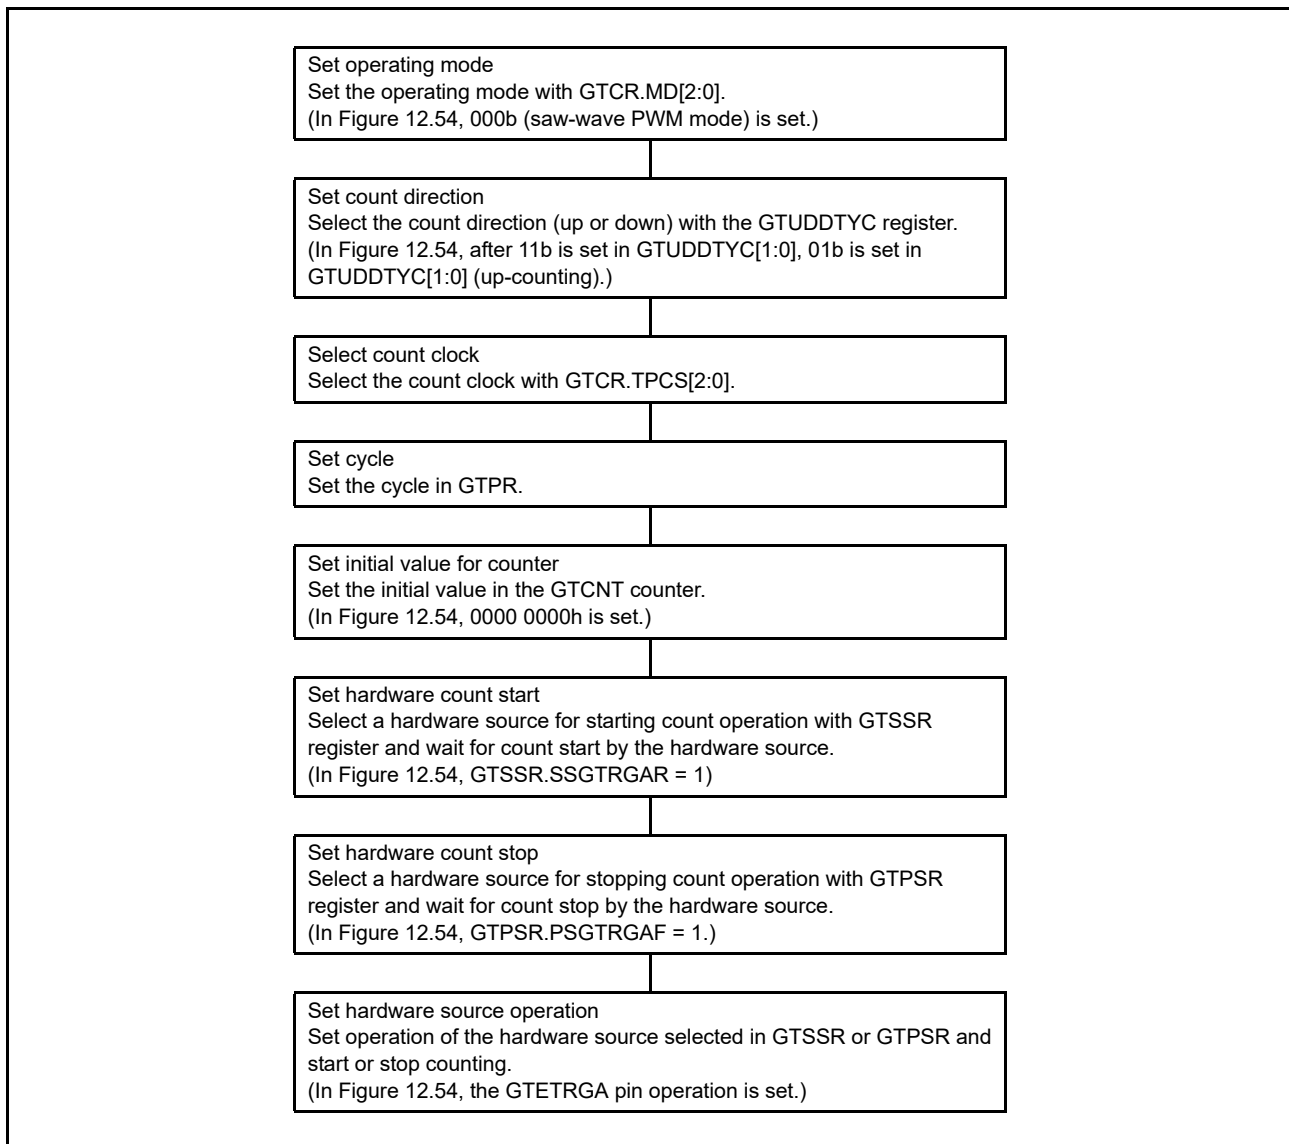 Set operating mode
Set the operating mode with GTCR.MD[2:0].
(In Figure 12.54, 000b (saw-wave PWM mode) is set.)
Set count direction
Select the count direction (up or down) with the GTUDDTYC register.
(In Figure 12.54, after 11b is set in GTUDDTYC[1:0], 01b is set in
GTUDDTYC[1:0] (up-counting).)
Select count clock
Select the count clock with GTCR.TPCS[2:0].
Set cycle
Set the cycle in GTPR.
Set initial value for counter
Set the initial value in the GTCNT counter.
(In Figure 12.54, 0000 0000h is set.)
Set hardware count start
Select a hardware source for starting count operation with GTSSR
register and wait for count start by the hardware source.
(In Figure 12.54, GTSSR.SSGTRGAR = 1)
Set hardware count stop
Select a hardware source for stopping count operation with GTPSR
register and wait for count stop by the hardware source.
(In Figure 12.54, GTPSR.PSGTRGAF = 1.)
Set hardware source operation
Set operation of the hardware source selected in GTSSR or GTPSR and
start or stop counting.
(In Figure 12.54, the GTETRGA pin operation is set.)